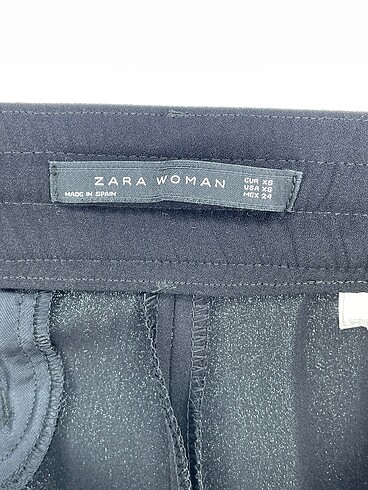 ZARA WOMAN
MADE IN SPAIN
EUR XS
USA XS
MEX 24